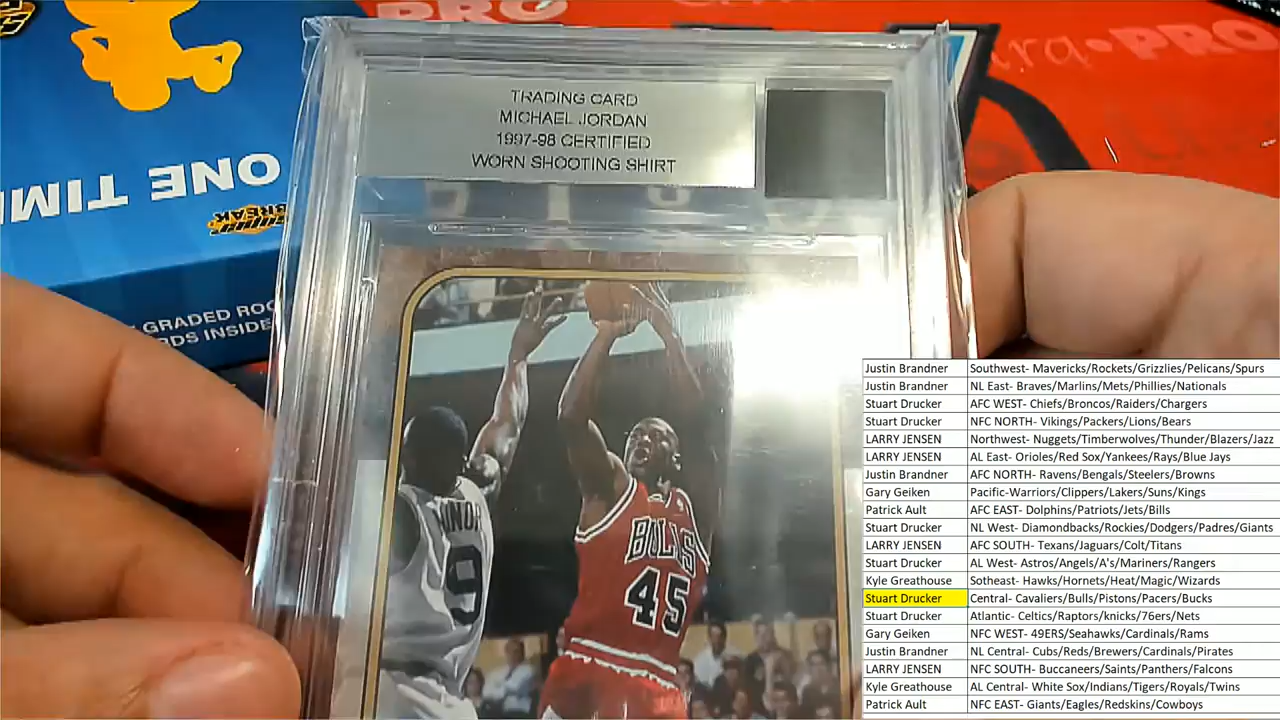 PRO
ard·PRO
TRADING CARD
MICHAEL JORDAN
1997-98 CERTIFIED
WORN SHOOTING SHIRT
ONE TIM
BREAK
GRADED ROO
RDS INSIDE
BULLS
45
9
Justin Brandner Southwest- Mavericks/Rockets/Grizzlies/Pelicans/Spurs
Justin Brandner NL East- Braves/Marlins/Mets/Phillies/Nationals
Stuart Drucker AFC WEST- Chiefs/Broncos/Raiders/Chargers
Stuart Drucker NFC NORTH- Vikings/Packers/Lions/Bears
LARRY JENSEN Northwest- Nuggets/Timberwolves/Thunder/Blazers/Jazz
LARRY JENSEN AL East- Orioles/Red Sox/Yankees/Rays/Blue Jays
Justin Brandner AFC NORTH- Ravens/Bengals/Steelers/Browns
Gary Geiken Pacific-Warriors/Clippers/Lakers/Suns/Kings
Patrick Ault AFC EAST- Dolphins/Patriots/Jets/Bills
Stuart Drucker NL West- Diamondbacks/Rockies/Dodgers/Padres/Giants
LARRY JENSEN AFC SOUTH- Texans/Jaguars/Colt/Titans
Stuart Drucker AL West- Astros/Angels/A's/Mariners/Rangers
Kyle Greathouse Sotheast- Hawks/Hornets/Heat/Magic/Wizards
Stuart Drucker Central- Cavaliers/Bulls/Pistons/Pacers/Bucks
Stuart Drucker Atlantic- Celtics/Raptors/knicks/76ers/Nets
Gary Geiken NFC WEST- 49ERS/Seahawks/Cardinals/Rams
Justin Brandner NL Central- Cubs/Reds/Brewers/Cardinals/Pirates
LARRY JENSEN NFC SOUTH- Buccaneers/Saints/Panthers/Falcons
Kyle Greathouse AL Central- White Sox/Indians/Tigers/Royals/Twins
Patrick Ault NFC EAST- Giants/Eagles/Redskins/Cowboys